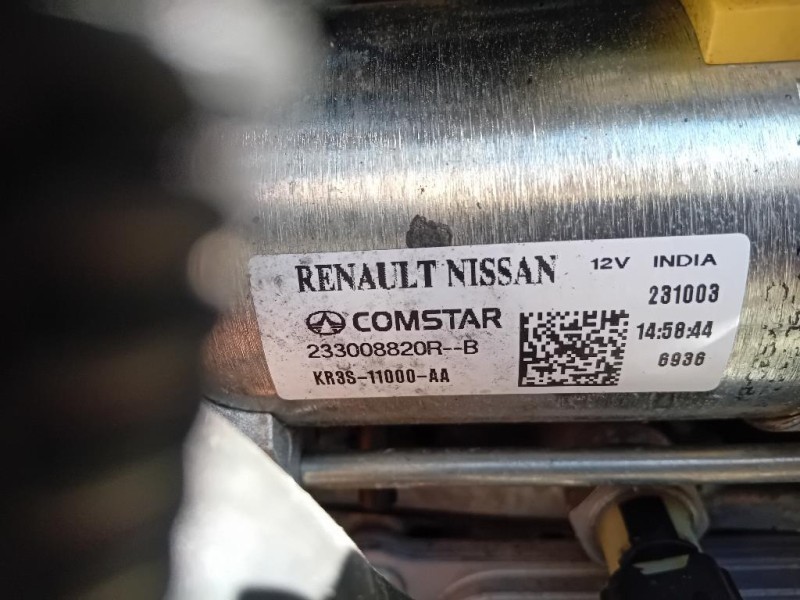 RENAULT NISSAN 12V INDIA
231003
COMSTAR
233008820R--B 14:58:44
KR3S-11000-AA 6936